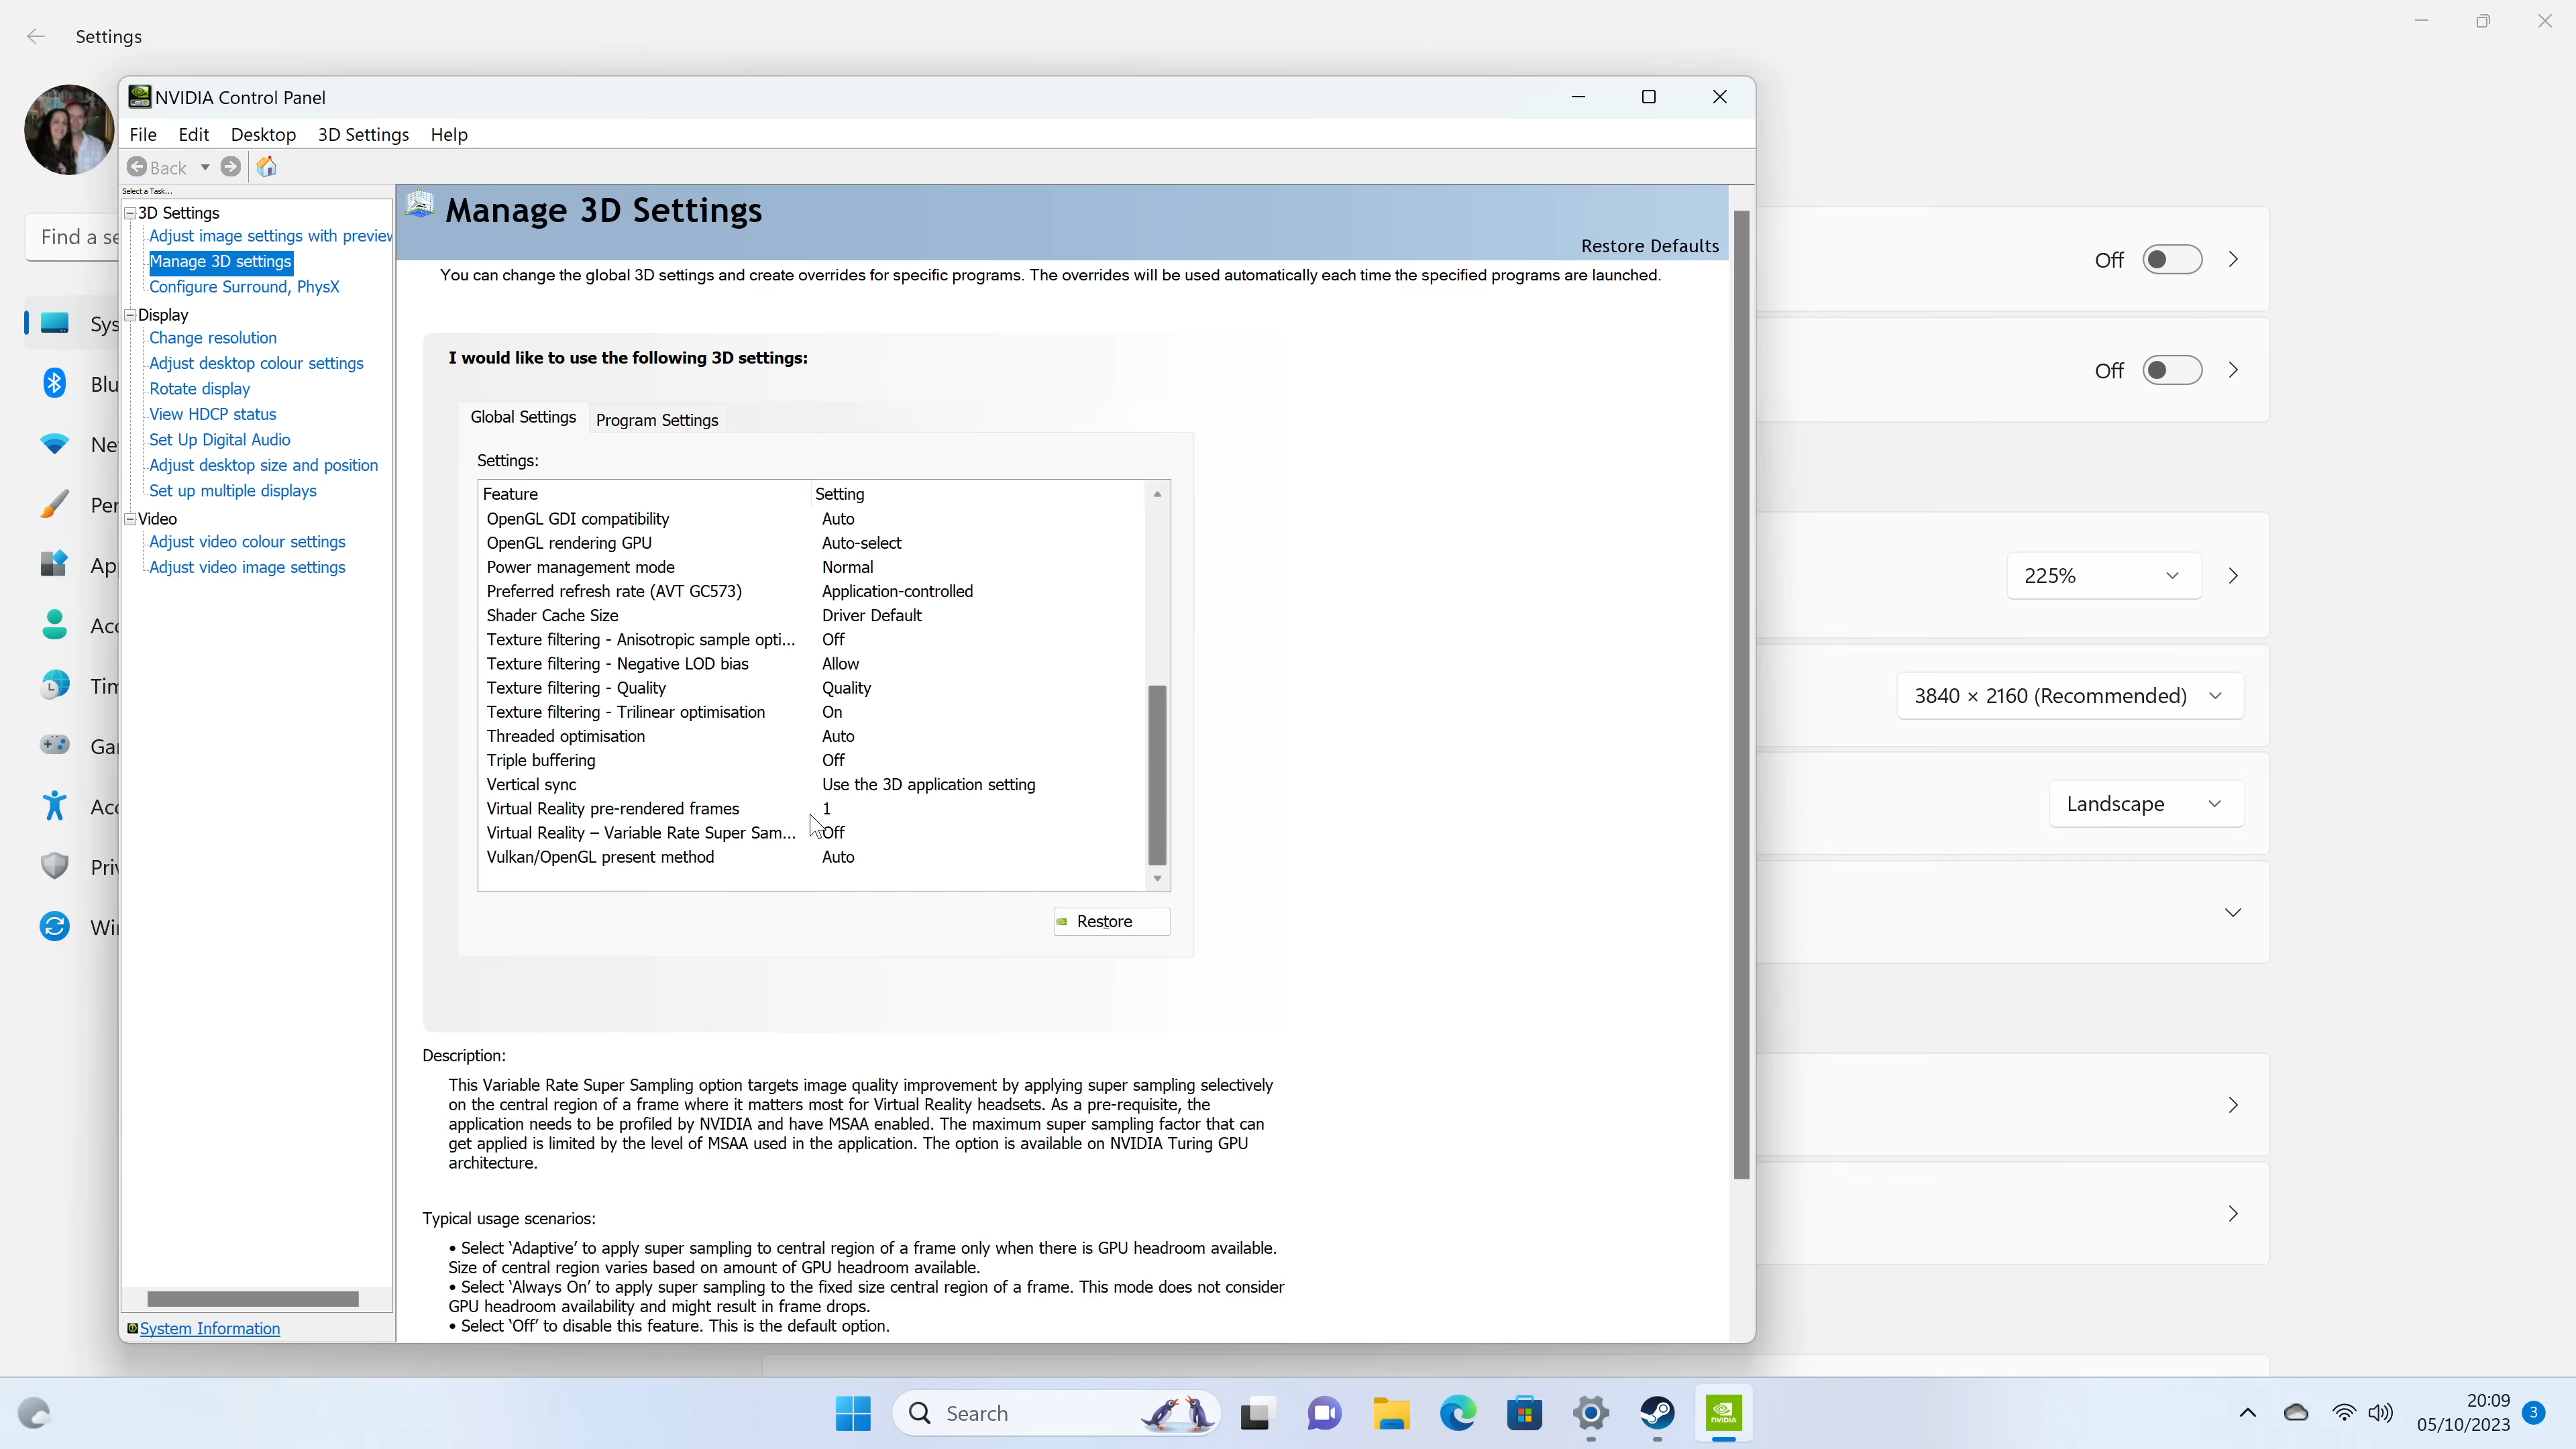 Settings
NVIDIA Control Panel
File Edit Desktop 3D Settings Help
Back
Select a Task...
3D Settings
Adjust image settings with preview
Manage 3D settings
Configure Surround, PhysX
Display
Change resolution
Adjust desktop colour settings
Rotate display
View HDCP status
Set Up Digital Audio
Adjust desktop size and position
Set up multiple displays
Video
Adjust video colour settings
Adjust video image settings
System Information
Find a se
Sys
Blu
Ne
Per
Ap
Acc
Tim
Gar
Acc
Priv
Win
Manage 3D Settings
Restore Defaults
You can change the global 3D settings and create overrides for specific programs. The overrides will be used automatically each time the specified programs are launched.
I would like to use the following 3D settings:
Global Settings Program Settings
Settings:
Feature Setting
OpenGL GDI compatibility Auto
OpenGL rendering GPU Auto-select
Power management mode Normal
Preferred refresh rate (AVT GC573) Application-controlled
Shader Cache Size Driver Default
Texture filtering - Anisotropic sample opti... Off
Texture filtering - Negative LOD bias Allow
Texture filtering - Quality Quality
Texture filtering - Trilinear optimisation On
Threaded optimisation Auto
Triple buffering Off
Vertical sync Use the 3D application setting
Virtual Reality pre-rendered frames 1
Virtual Reality – Variable Rate Super Sam... Off
Vulkan/OpenGL present method Auto
Restore
Description:
This Variable Rate Super Sampling option targets image quality improvement by applying super sampling selectively
on the central region of a frame where it matters most for Virtual Reality headsets. As a pre-requisite, the
application needs to be profiled by NVIDIA and have MSAA enabled. The maximum super sampling factor that can
get applied is limited by the level of MSAA used in the application. The option is available on NVIDIA Turing GPU
architecture.
Typical usage scenarios:
• Select ‘Adaptive’ to apply super sampling to central region of a frame only when there is GPU headroom available.
Size of central region varies based on amount of GPU headroom available.
• Select ‘Always On’ to apply super sampling to the fixed size central region of a frame. This mode does not consider
GPU headroom availability and might result in frame drops.
• Select ‘Off’ to disable this feature. This is the default option.
Off
Off
225%
3840 × 2160 (Recommended)
Landscape
Search
NVIDIA
20:09
05/10/2023
3